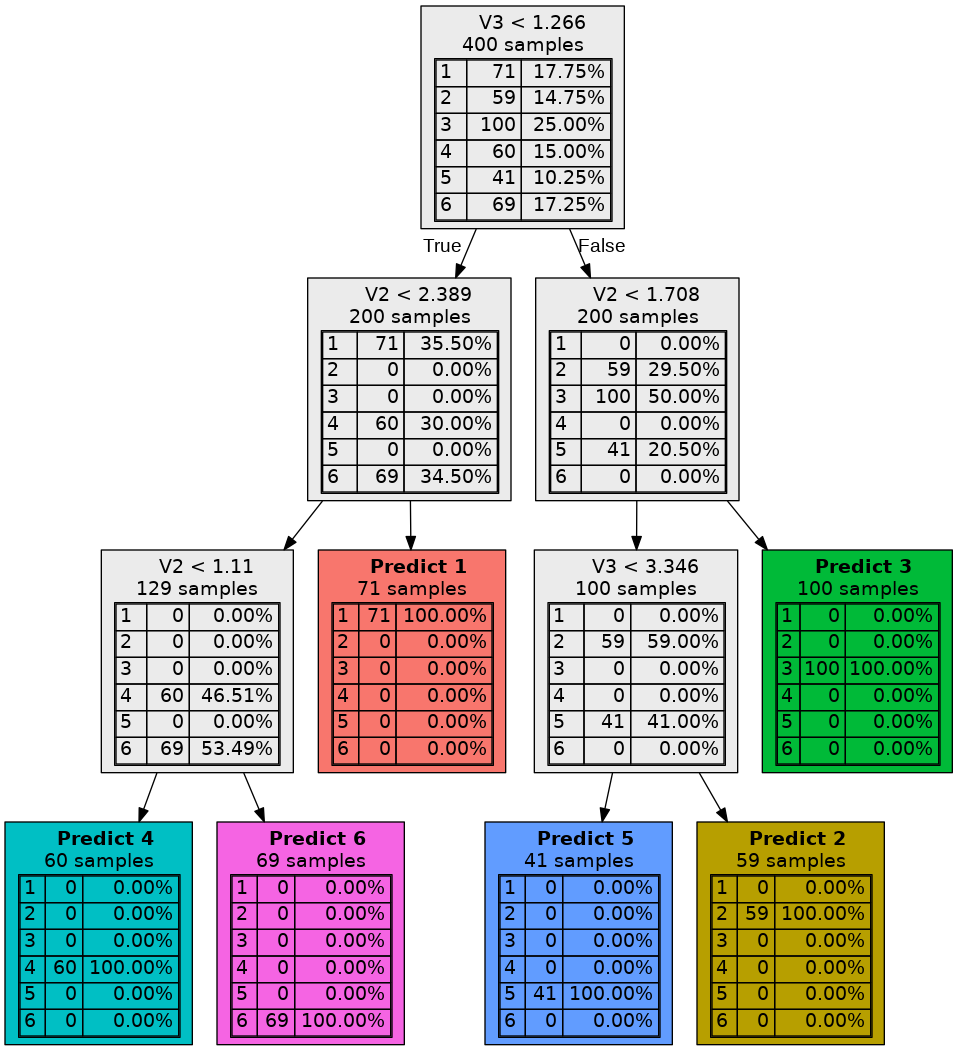 V3 < 1.266
400 samples
1 71 17.75%
2 59 14.75%
3 100 25.00%
4 60 15.00%
5 41 10.25%
6 69 17.25%
True
False
V2 < 2.389
200 samples
1 71 35.50%
2 0 0.00%
3 0 0.00%
4 60 30.00%
5 0 0.00%
6 69 34.50%
V2 < 1.708
200 samples
1 0 0.00%
2 59 29.50%
3 100 50.00%
4 0 0.00%
5 41 20.50%
6 0 0.00%
V2 < 1.11
129 samples
1 0 0.00%
2 0 0.00%
3 0 0.00%
4 60 46.51%
5 0 0.00%
6 69 53.49%
Predict 1
71 samples
1 71 100.00%
2 0 0.00%
3 0 0.00%
4 0 0.00%
5 0 0.00%
6 0 0.00%
V3 < 3.346
100 samples
1 0 0.00%
2 59 59.00%
3 0 0.00%
4 0 0.00%
5 41 41.00%
6 0 0.00%
Predict 3
100 samples
1 0 0.00%
2 0 0.00%
3 100 100.00%
4 0 0.00%
5 0 0.00%
6 0 0.00%
Predict 4
60 samples
1 0 0.00%
2 0 0.00%
3 0 0.00%
4 60 100.00%
5 0 0.00%
6 0 0.00%
Predict 6
69 samples
1 0 0.00%
2 0 0.00%
3 0 0.00%
4 0 0.00%
5 0 0.00%
6 69 100.00%
Predict 5
41 samples
1 0 0.00%
2 0 0.00%
3 0 0.00%
4 0 0.00%
5 41 100.00%
6 0 0.00%
Predict 2
59 samples
1 0 0.00%
2 59 100.00%
3 0 0.00%
4 0 0.00%
5 0 0.00%
6 0 0.00%